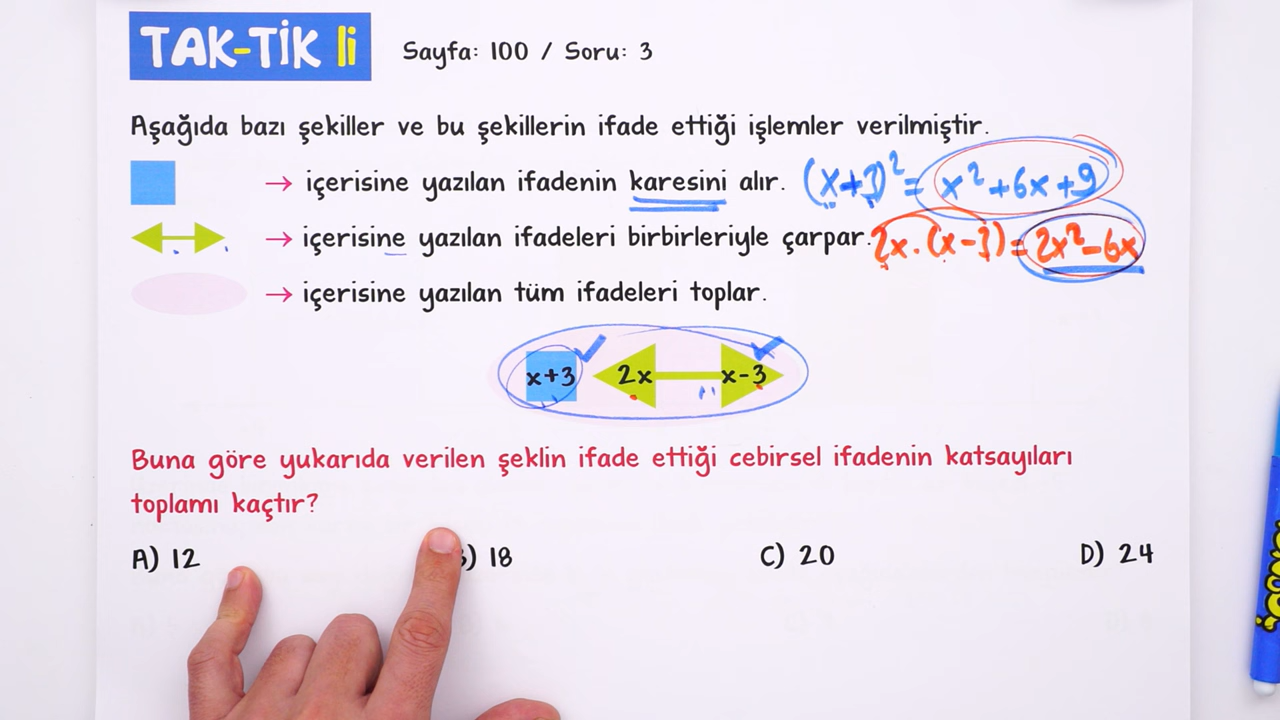 TAK-TİK li
Sayfa: 100 / Soru: 3
Aşağıda bazı şekiller ve bu şekillerin ifade ettiği işlemler verilmiştir.
→ içerisine yazılan ifadenin karesini alır. (x+3)² = x² + 6x + 9
→ içerisine yazılan ifadeleri birbirleriyle çarpar. 2x.(x-3) = 2x² - 6x
→ içerisine yazılan tüm ifadeleri toplar.
x+3 2x x-3
Buna göre yukarıda verilen şeklin ifade ettiği cebirsel ifadenin katsayıları
toplamı kaçtır?
A) 12 B) 18 C) 20 D) 24